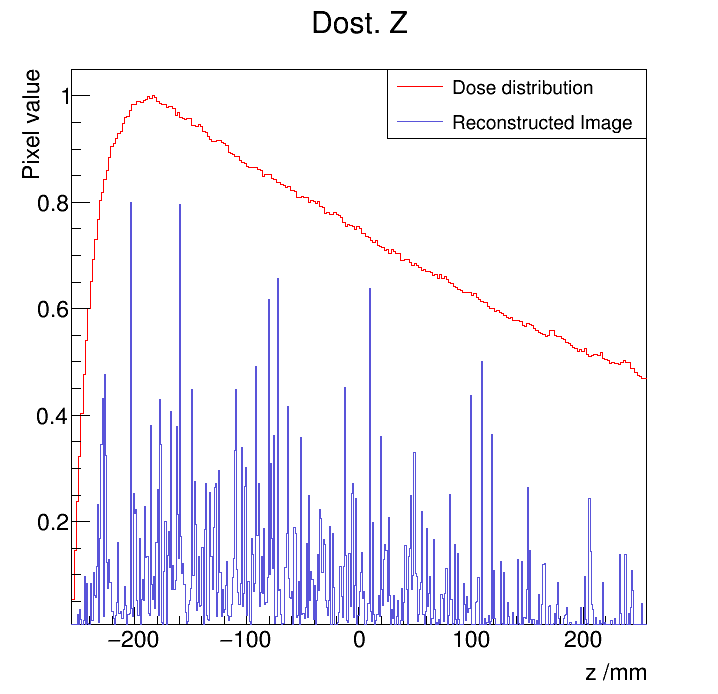 Dost. Z
Pixel value
Dose distribution
Reconstructed Image
1
0.8
0.6
0.4
0.2
−200
−100
0
100
200
z /mm